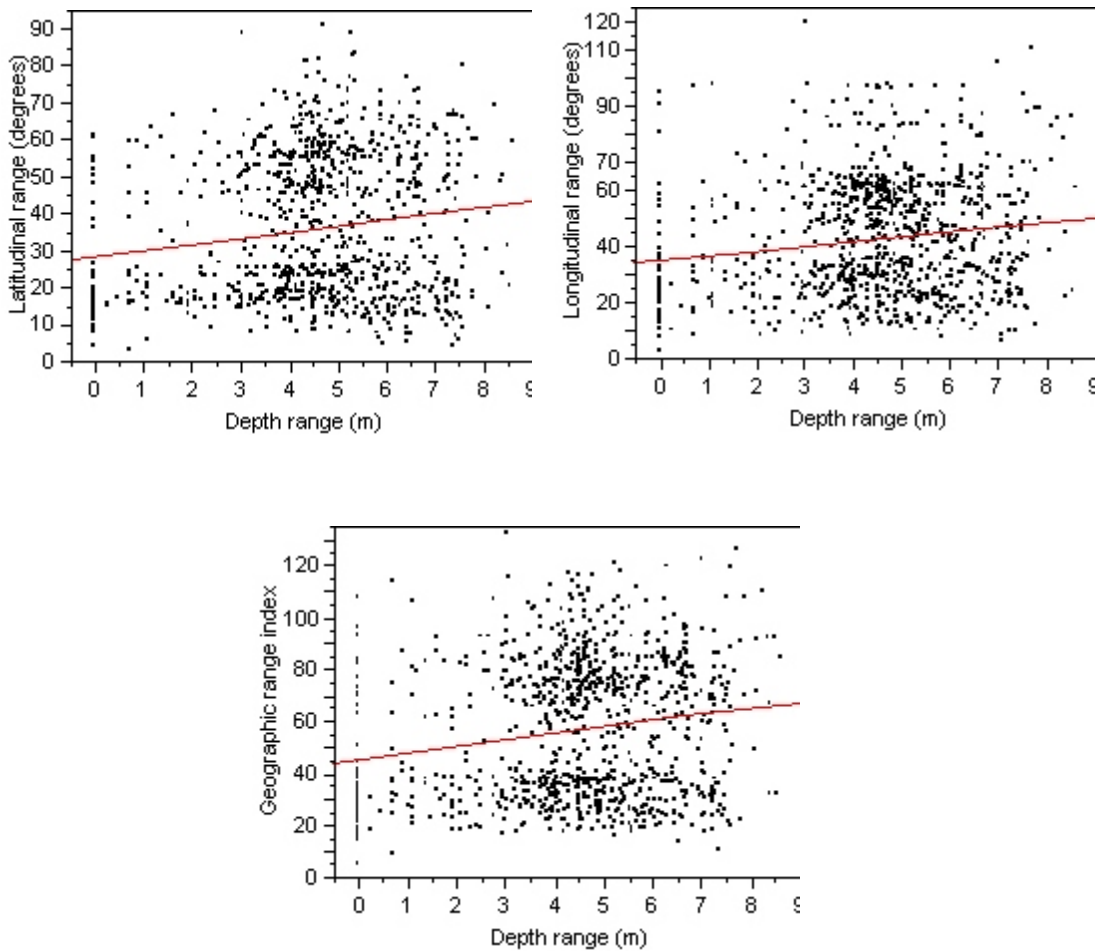 Latitudinal range (degrees)
90
80
70
60
50
40
30
20
10
0
0 1 2 3 4 5 6 7 8 9
Depth range (m)
Longitudinal range (degrees)
120
110
90
70
60
40
20
0
0 1 2 3 4 5 6 7 8 9
Depth range (m)
Geographic range index
120
100
80
60
40
20
0
0 1 2 3 4 5 6 7 8 9
Depth range (m)